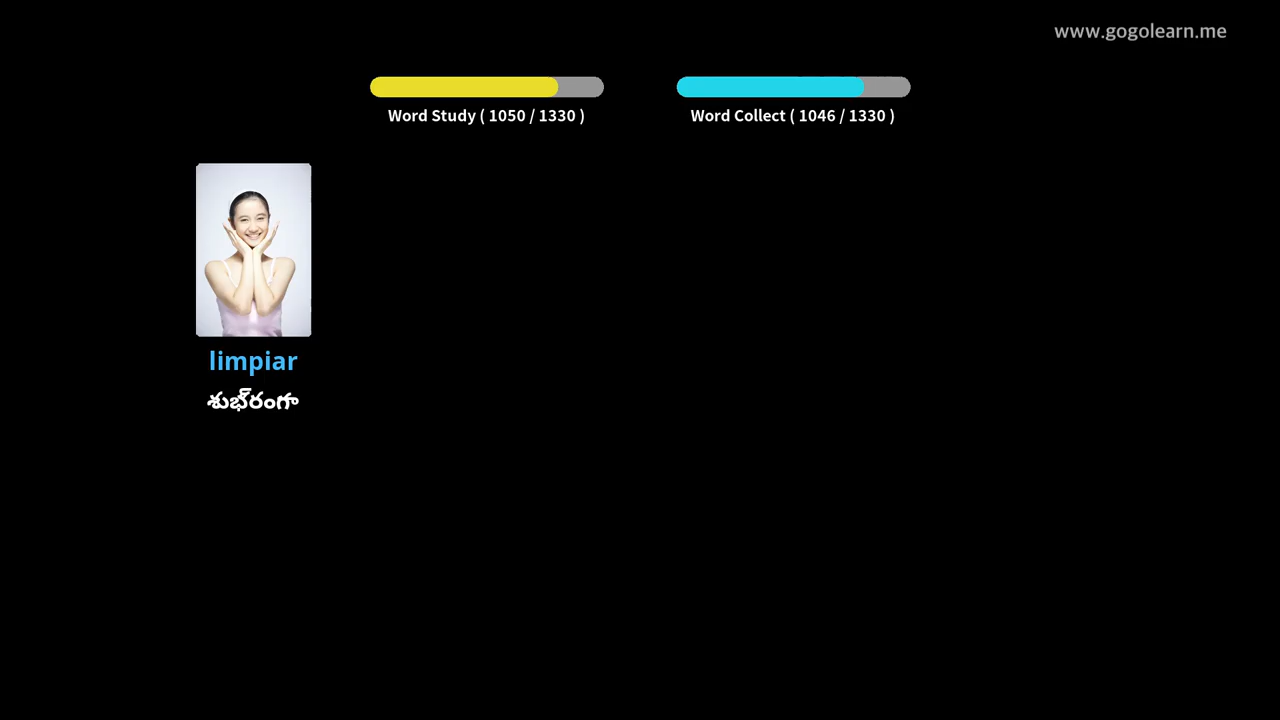 www.gogolearn.me
Word Study ( 1050 / 1330 )
Word Collect ( 1046 / 1330 )
limpiar
శుభ్రంగా